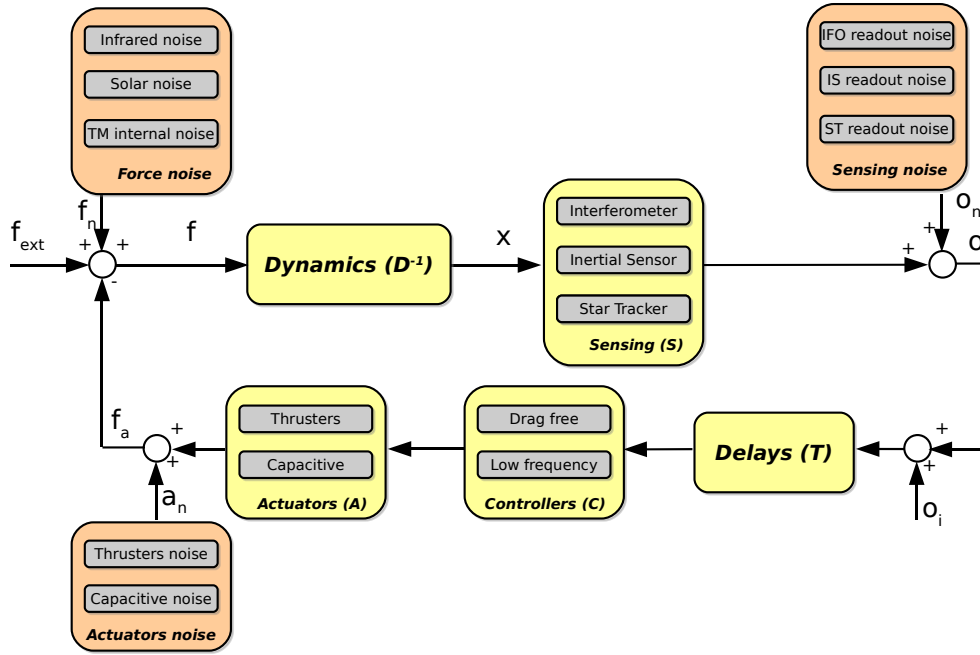 Infrared noise
Solar noise
TM internal noise
Force noise
IFO readout noise
IS readout noise
ST readout noise
Sensing noise
f_n
o_n
f_ext
+
+
-
f
Dynamics (D⁻¹)
x
Interferometer
Inertial Sensor
Star Tracker
Sensing (S)
+
+
o
f_a
+
+
a_n
Thrusters
Capacitive
Actuators (A)
Drag free
Low frequency
Controllers (C)
Delays (T)
+
+
o_i
Thrusters noise
Capacitive noise
Actuators noise